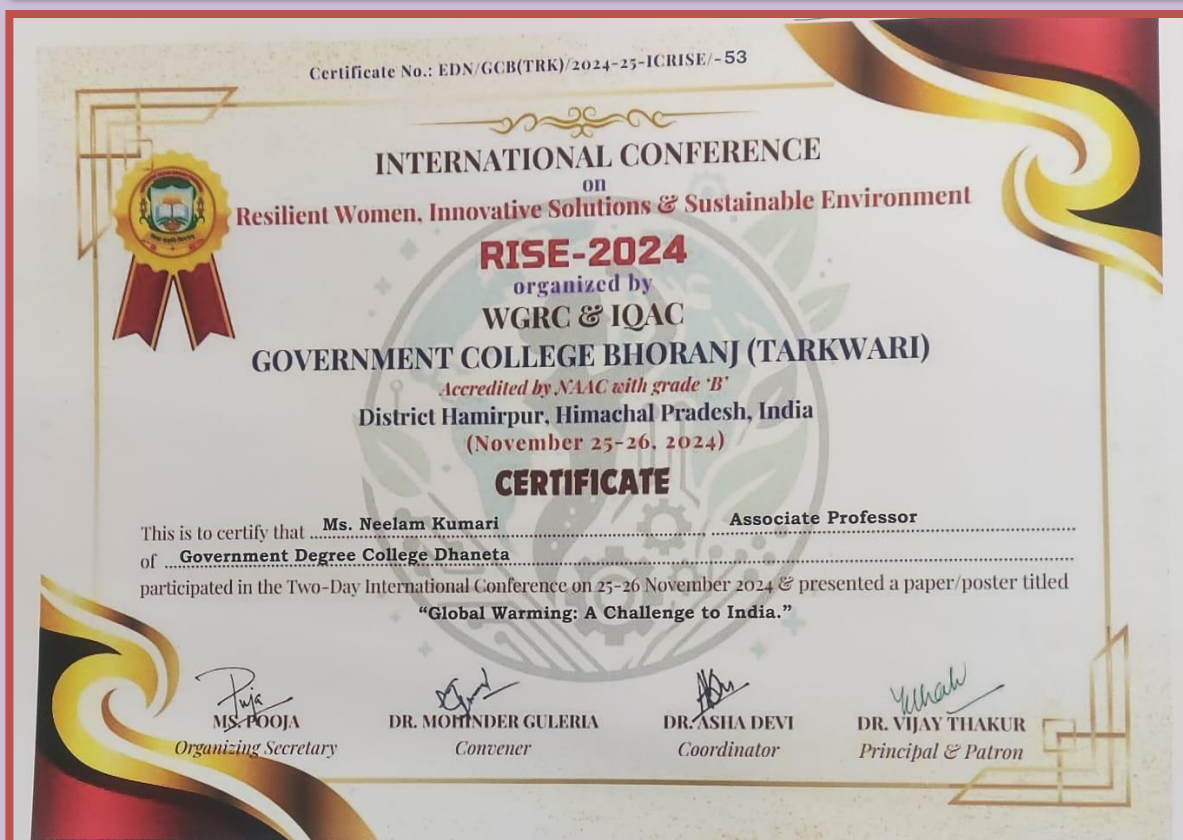 Certificate No.: EDN/GCB(TRK)/2024-25-ICRISE/-53
INTERNATIONAL CONFERENCE
on
Resilient Women, Innovative Solutions & Sustainable Environment
RISE-2024
organized by
WGRC & IQAC
GOVERNMENT COLLEGE BHORANJ (TARKWARI)
Accredited by NAAC with grade 'B'
District Hamirpur, Himachal Pradesh, India
(November 25-26, 2024)
CERTIFICATE
This is to certify that Ms. Neelam Kumari Associate Professor
of Government Degree College Dhaneta
participated in the Two-Day International Conference on 25-26 November 2024 & presented a paper/poster titled
“Global Warming: A Challenge to India.”
Puja
MS. POOJA DR. MOHINDER GULERIA DR. ASHA DEVI DR. VIJAY THAKUR
Organizing Secretary Convener Coordinator Principal & Patron